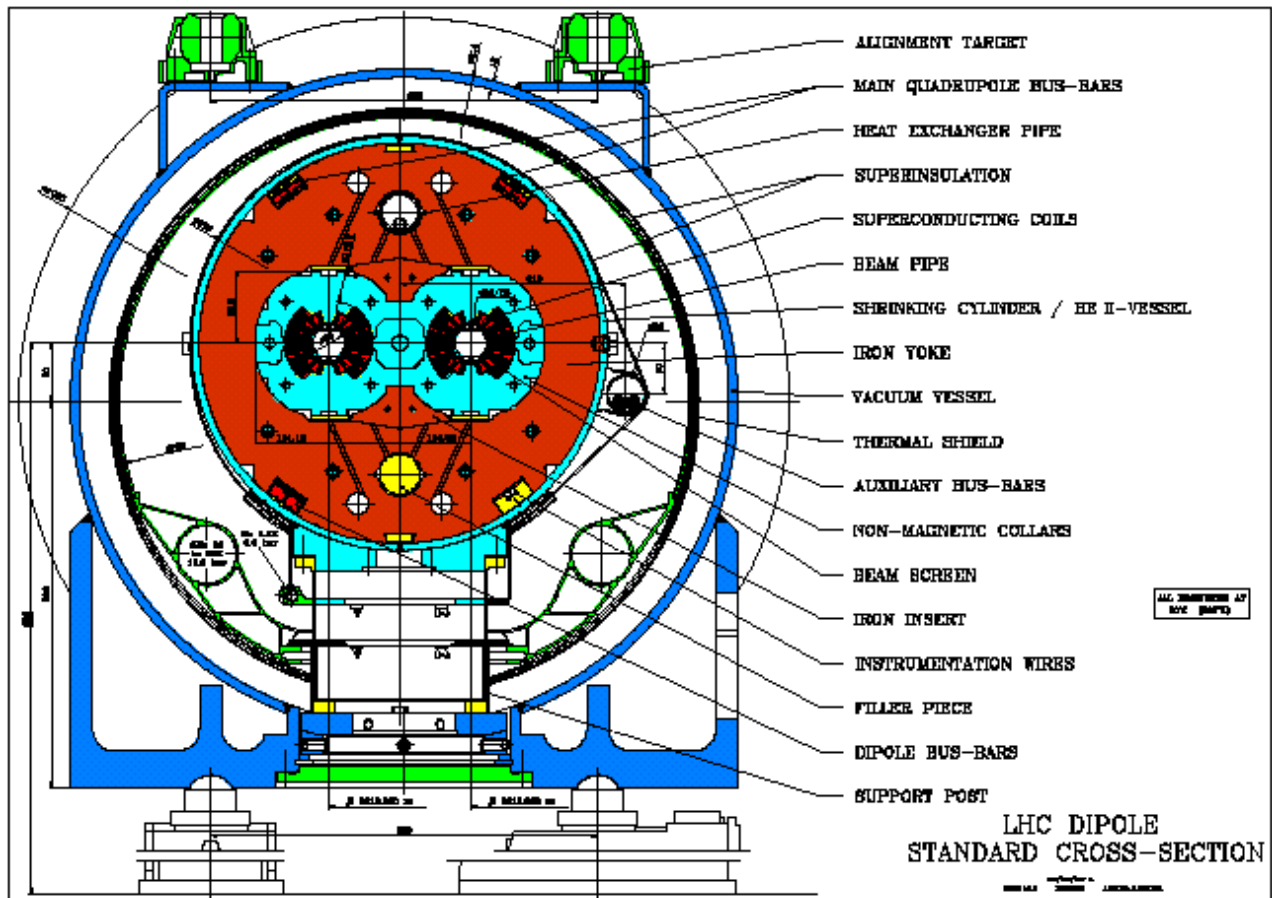 ALIGNMENT TARGET
MAIN QUADRUPOLE BUS-BARS
HEAT EXCHANGER PIPE
SUPERINSULATION
SUPERCONDUCTING COILS
BEAM PIPE
SHRINKING CYLINDER / HE II-VESSEL
IRON YOKE
VACUUM VESSEL
THERMAL SHIELD
AUXILIARY BUS-BARS
NON-MAGNETIC COLLARS
BEAM SCREEN
IRON INSERT
INSTRUMENTATION WIRES
FILLER PIECE
DIPOLE BUS-BARS
SUPPORT POST
LHC DIPOLE
STANDARD CROSS-SECTION